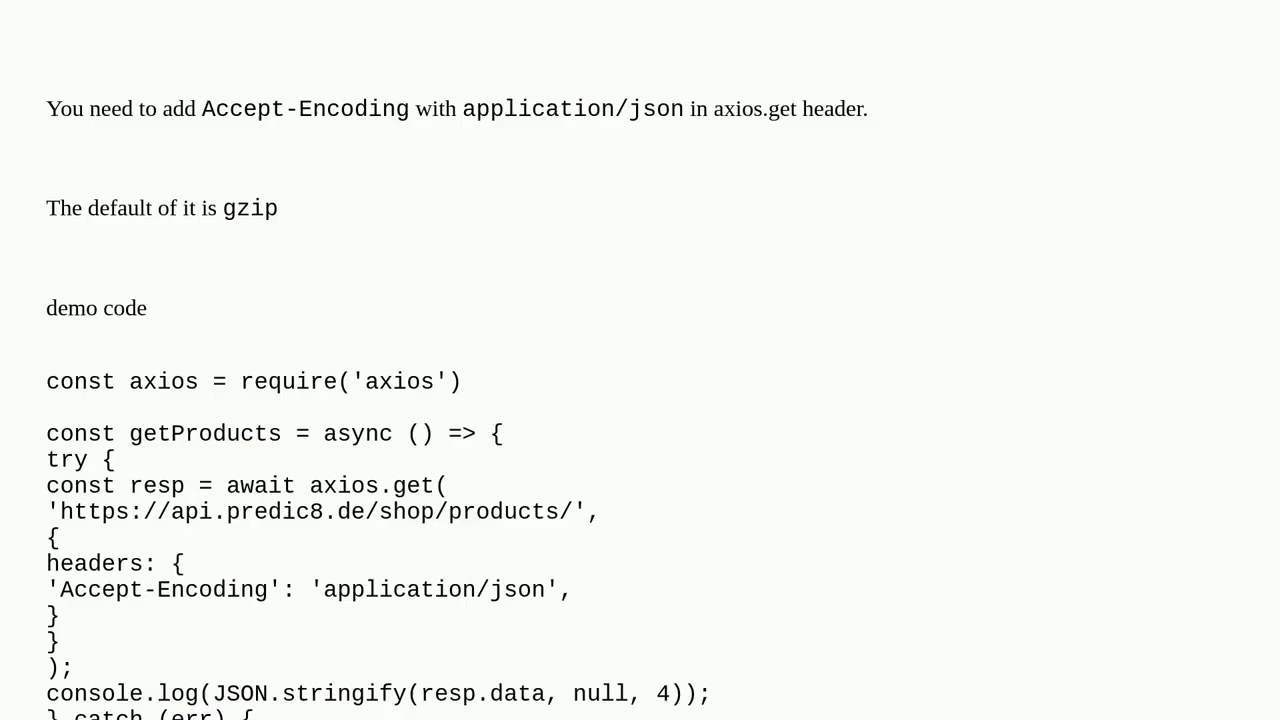 You need to add Accept-Encoding with application/json in axios.get header.
The default of it is gzip
demo code
const axios = require('axios')
const getProducts = async () => {
try {
const resp = await axios.get(
'https://api.predic8.de/shop/products/',
{
headers: {
'Accept-Encoding': 'application/json',
}
}
);
console.log(JSON.stringify(resp.data, null, 4));
} catch (err) {